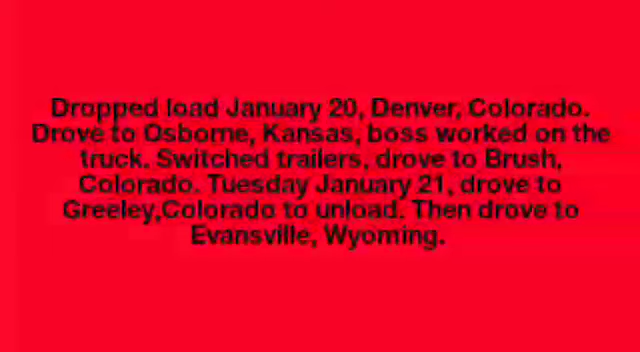 Dropped load January 20, Denver, Colorado.
Drove to Osborne, Kansas, boss worked on the
truck. Switched trailers, drove to Brush,
Colorado. Tuesday January 21, drove to
Greeley,Colorado to unload. Then drove to
Evansville, Wyoming.